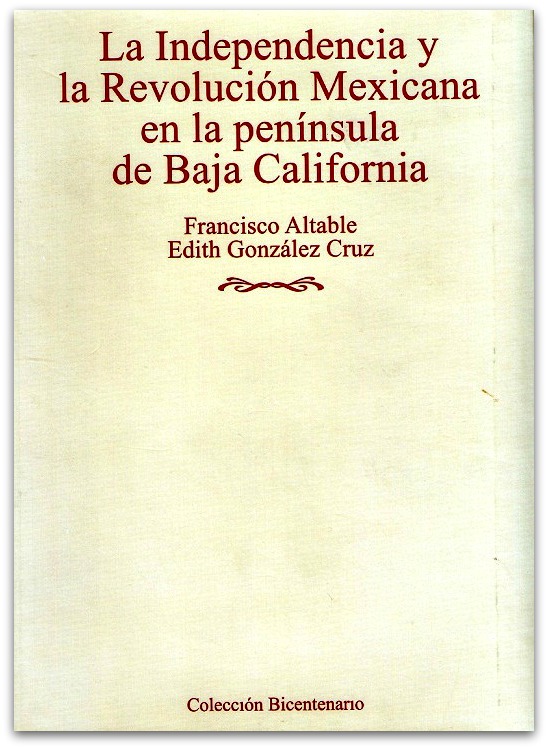 La Independencia y
la Revolución Mexicana
en la península
de Baja California
Francisco Altable
Edith González Cruz
Colección Bicentenario